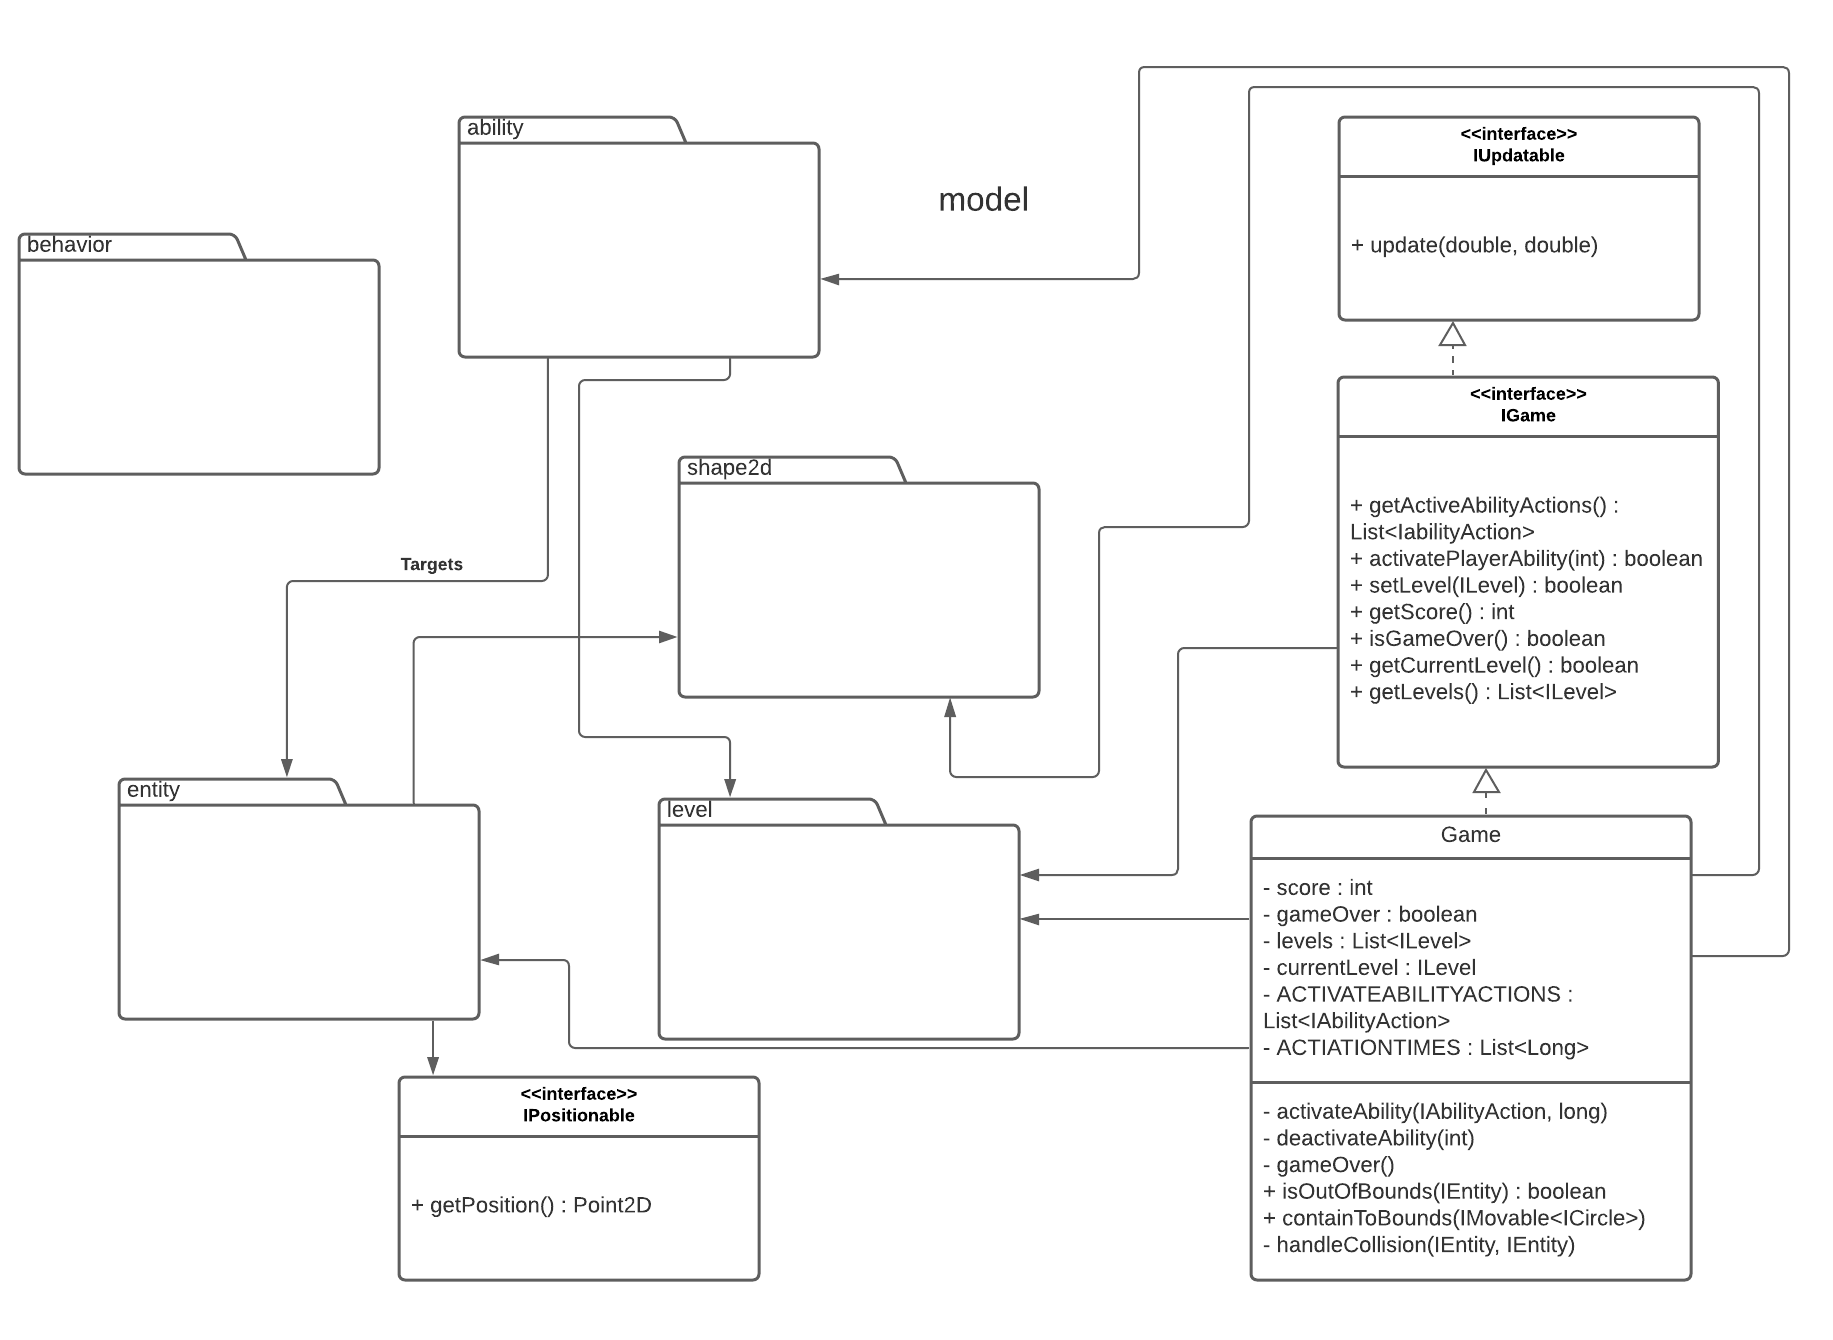 ability
model
behavior
<<interface>>
IUpdatable
+ update(double, double)
<<interface>>
IGame
+ getActiveAbilityActions() :
List<IabilityAction>
+ activatePlayerAbility(int) : boolean
+ setLevel(ILevel) : boolean
+ getScore() : int
+ isGameOver() : boolean
+ getCurrentLevel() : boolean
+ getLevels() : List<ILevel>
shape2d
Targets
entity
level
Game
- score : int
- gameOver : boolean
- levels : List<ILevel>
- currentLevel : ILevel
- ACTIVATEABILITYACTIONS :
List<IAbilityAction>
- ACTIATIONTIMES : List<Long>
- activateAbility(IAbilityAction, long)
- deactivateAbility(int)
- gameOver()
+ isOutOfBounds(IEntity) : boolean
+ containToBounds(IMovable<ICircle>)
- handleCollision(IEntity, IEntity)
<<interface>>
IPositionable
+ getPosition() : Point2D